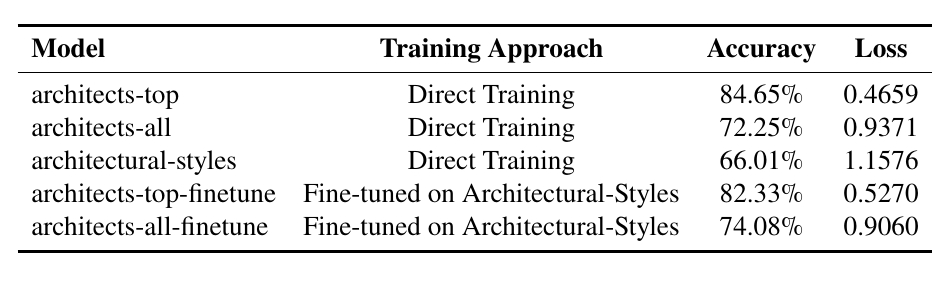 Model Training Approach Accuracy Loss
architects-top Direct Training 84.65% 0.4659
architects-all Direct Training 72.25% 0.9371
architectural-styles Direct Training 66.01% 1.1576
architects-top-finetune Fine-tuned on Architectural-Styles 82.33% 0.5270
architects-all-finetune Fine-tuned on Architectural-Styles 74.08% 0.9060